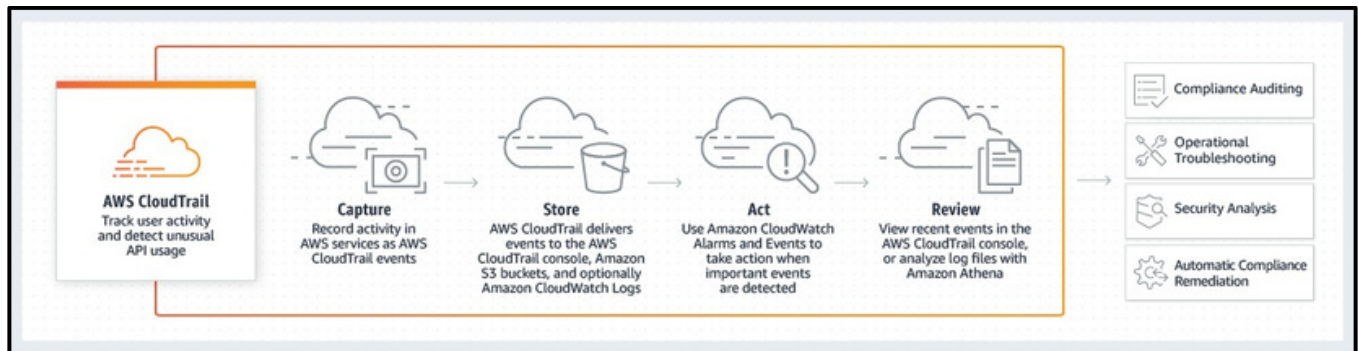 AWS CloudTrail
Track user activity
and detect unusual
API usage
Capture
Record activity in
AWS services as AWS
CloudTrail events
Store
AWS CloudTrail delivers
events to the AWS
CloudTrail console, Amazon
S3 buckets, and optionally
Amazon CloudWatch Logs
Act
Use Amazon CloudWatch
Alarms and Events to
take action when
important events
are detected
Review
View recent events in the
AWS CloudTrail console,
or analyze log files with
Amazon Athena
Compliance Auditing
Operational
Troubleshooting
Security Analysis
Automatic Compliance
Remediation